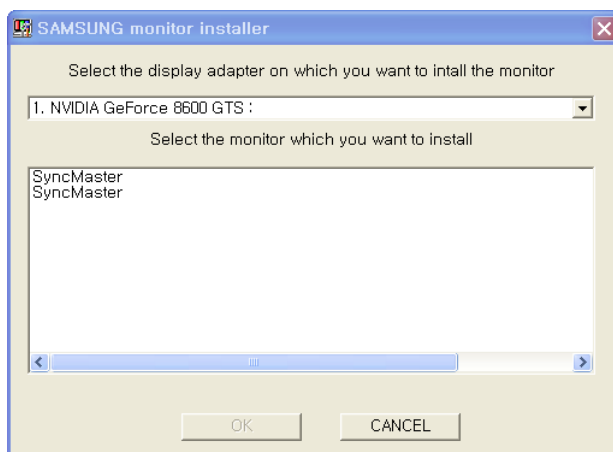 SAMSUNG monitor installer
Select the display adapter on which you want to intall the monitor
1. NVIDIA GeForce 8600 GTS :
Select the monitor which you want to install
SyncMaster
SyncMaster
OK
CANCEL